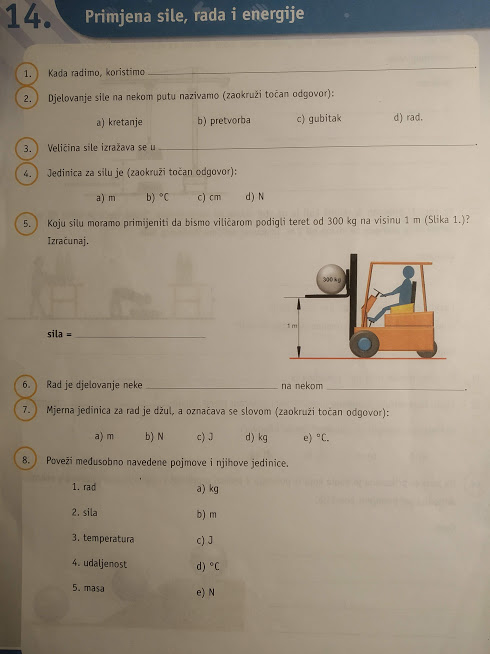 14. Primjena sile, rada i energije
1. Kada radimo, koristimo
2. Djelovanje sile na nekom putu nazivamo (zaokruži točan odgovor):
a) kretanje b) pretvorba c) gubitak d) rad.
3. Veličina sile izražava se u .
4. Jedinica za silu je (zaokruži točan odgovor):
a) m b) °C c) cm d) N
5. Koju silu moramo primijeniti da bismo viličarom podigli teret od 300 kg na visinu 1 m (Slika 1.)?
Izračunaj.
300 kg
1 m
sila =
6. Rad je djelovanje neke na nekom .
7. Mjerna jedinica za rad je džul, a označava se slovom (zaokruži točan odgovor):
a) m b) N c) J d) kg e) °C.
8. Poveži međusobno navedene pojmove i njihove jedinice.
1. rad a) kg
2. sila b) m
3. temperatura c) J
4. udaljenost d) °C
5. masa e) N